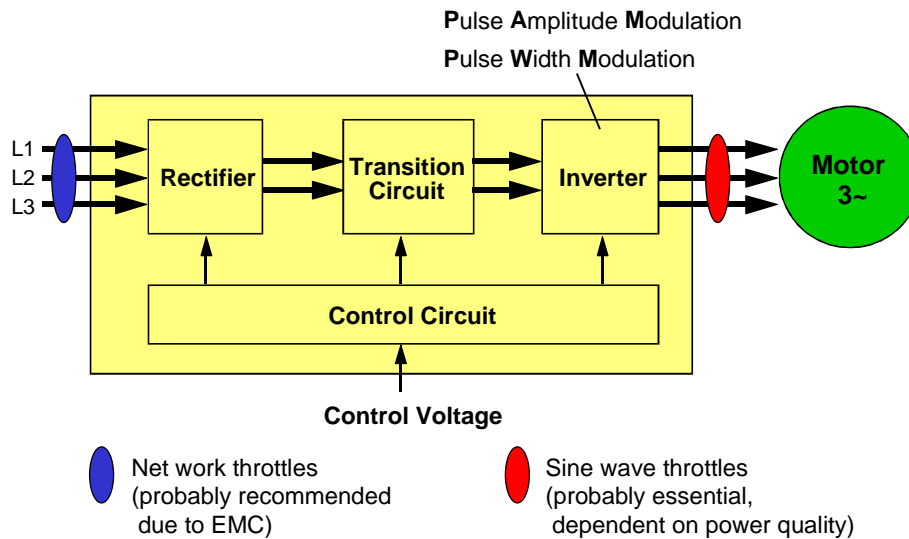 Pulse Amplitude Modulation
Pulse Width Modulation
L1
L2
L3
Rectifier
Transition
Circuit
Inverter
Motor
3~
Control Circuit
Control Voltage
Net work throttles
(probably recommended
due to EMC)
Sine wave throttles
(probably essential,
dependent on power quality)